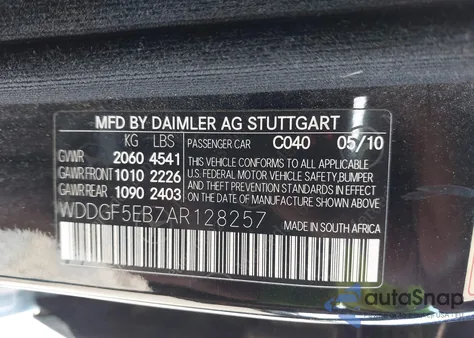 MFD BY DAIMLER AG STUTTGART
KG LBS PASSENGER CAR C040 05/10
GVWR 2060 4541 THIS VEHICLE CONFORMS TO ALL APPLICABLE
GAWR FRONT 1010 2226 U.S. FEDERAL MOTOR VEHICLE SAFETY, BUMPER
GAWR REAR 1090 2403 AND THEFT PREVENTION STANDARDS IN EFFECT
ON THE DATE OF MANUFACTURE SHOWN ABOVE.
WDDGF5EB7AR128257
MADE IN SOUTH AFRICA
autoSnap